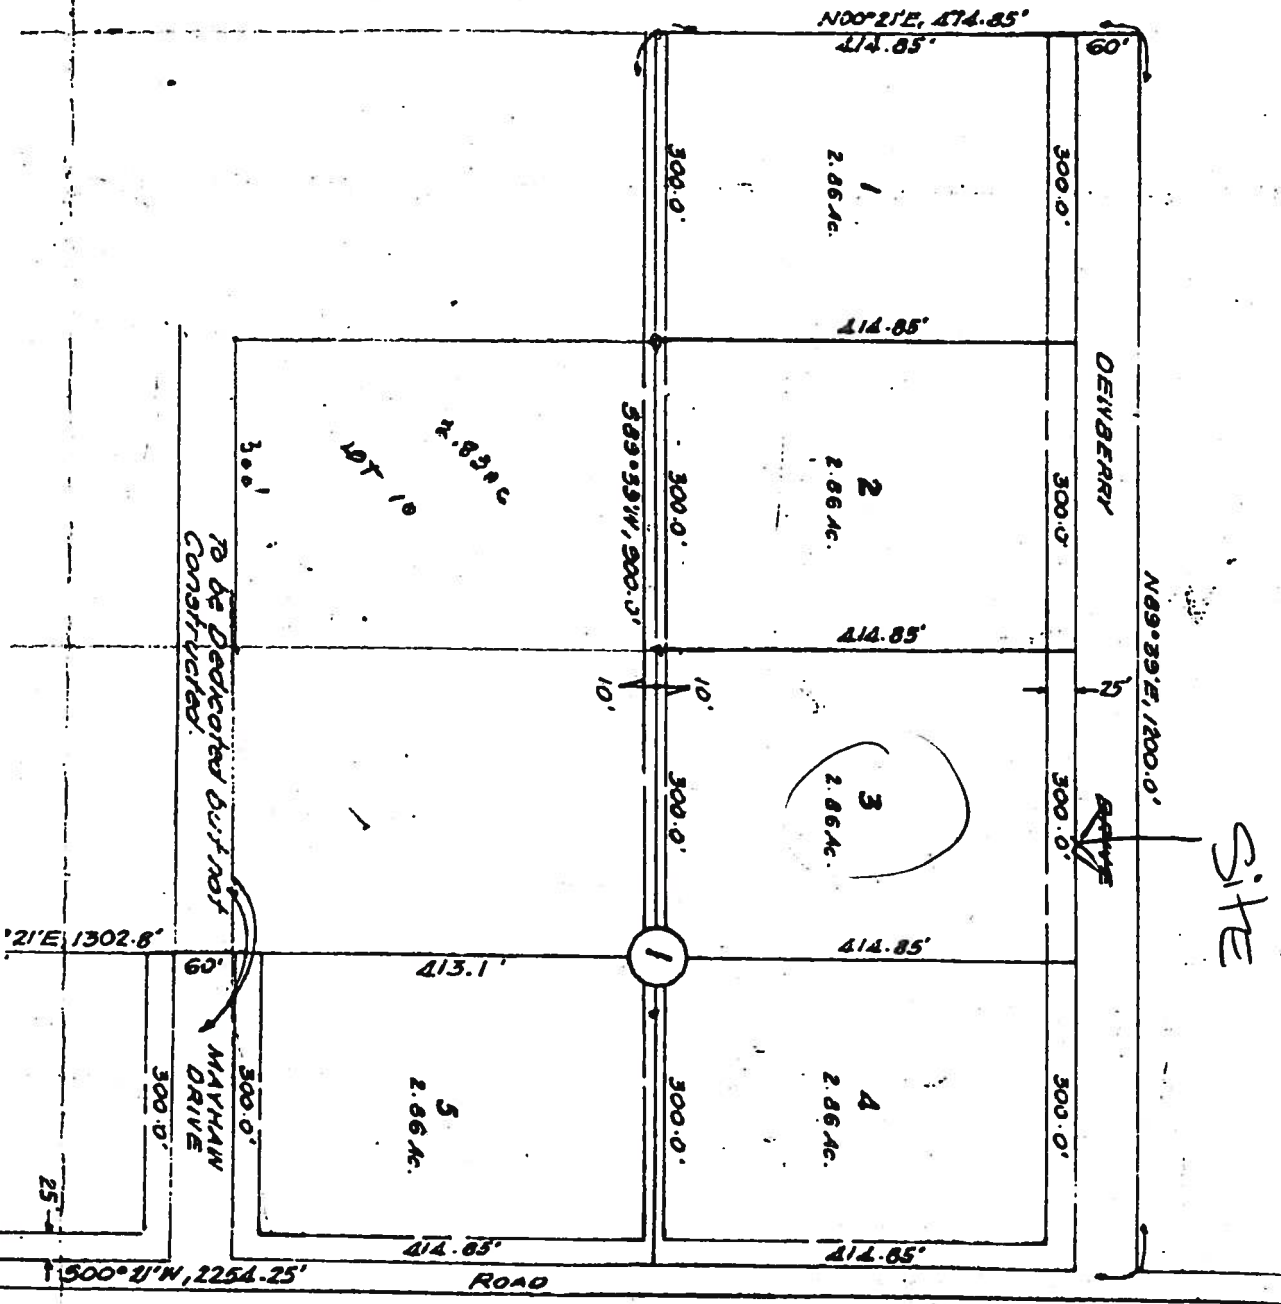 N00°21'E, 474.85'
414.85'
60'
300.0'
1
2.86 Ac.
300.0'
414.85'
DEWBERRY
N89°39'E, 1200.0'
300.0'
2
2.86 Ac.
300.0'
S89°39'W, 900.0'
2.83 AC
LOT 10
300'
To be Dedicated but not
Constructed.
414.85'
10'
10'
25'
300.0'
3
2.86 Ac.
300.0'
DRIVE
SitE
414.85'
1
'21'E, 1302.8'
60'
413.1'
MAYHAN
DRIVE
300.0'
300.0'
5
2.86 Ac.
300.0'
4
2.86 Ac.
300.0'
25'
414.85'
414.85'
S00°21'W, 2254.25'
ROAD